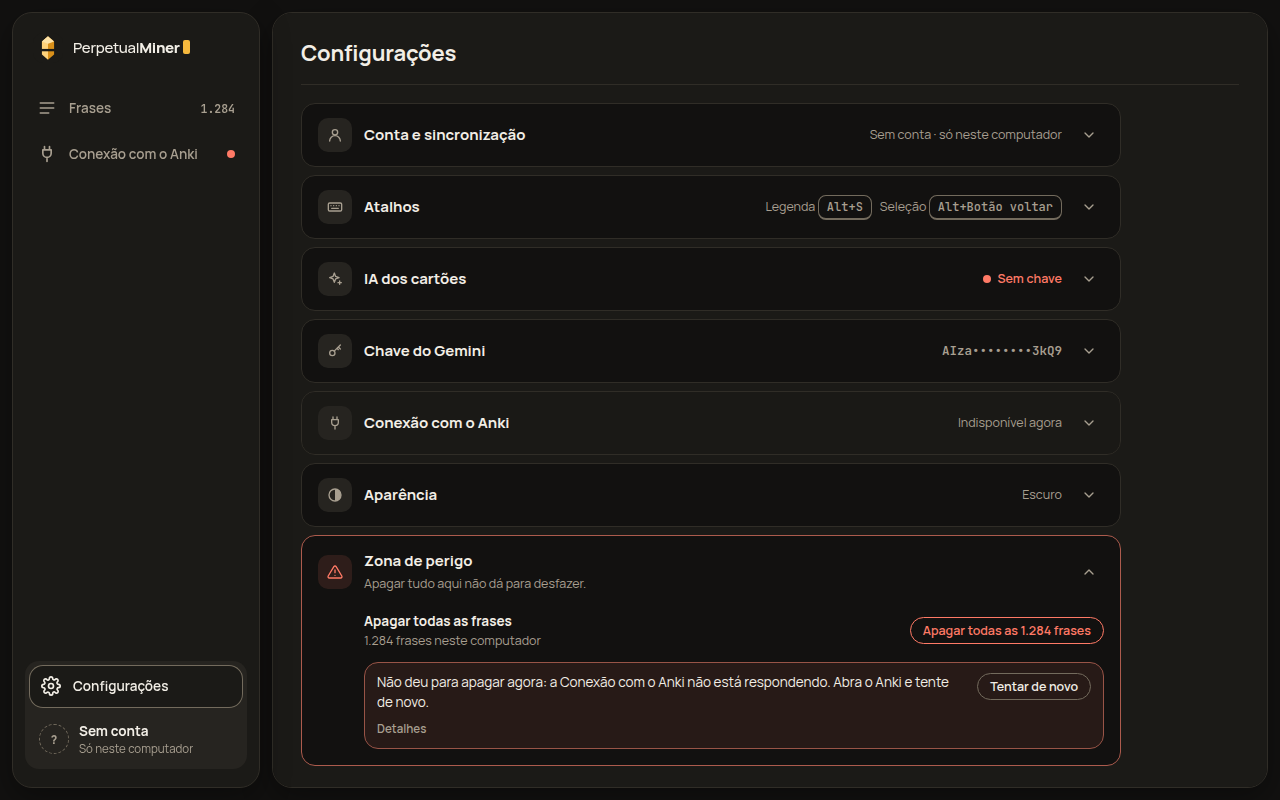 PerpetualMiner
Frases 1.284
Conexão com o Anki
Configurações
? Sem conta
Só neste computador
Configurações
Conta e sincronização Sem conta · só neste computador
Atalhos Legenda Alt+S Seleção Alt+Botão voltar
IA dos cartões Sem chave
Chave do Gemini AIza••••••••3kQ9
Conexão com o Anki Indisponível agora
Aparência Escuro
Zona de perigo
Apagar tudo aqui não dá para desfazer.
Apagar todas as frases
1.284 frases neste computador
Apagar todas as 1.284 frases
Não deu para apagar agora: a Conexão com o Anki não está respondendo. Abra o Anki e tente
de novo.
Tentar de novo
Detalhes